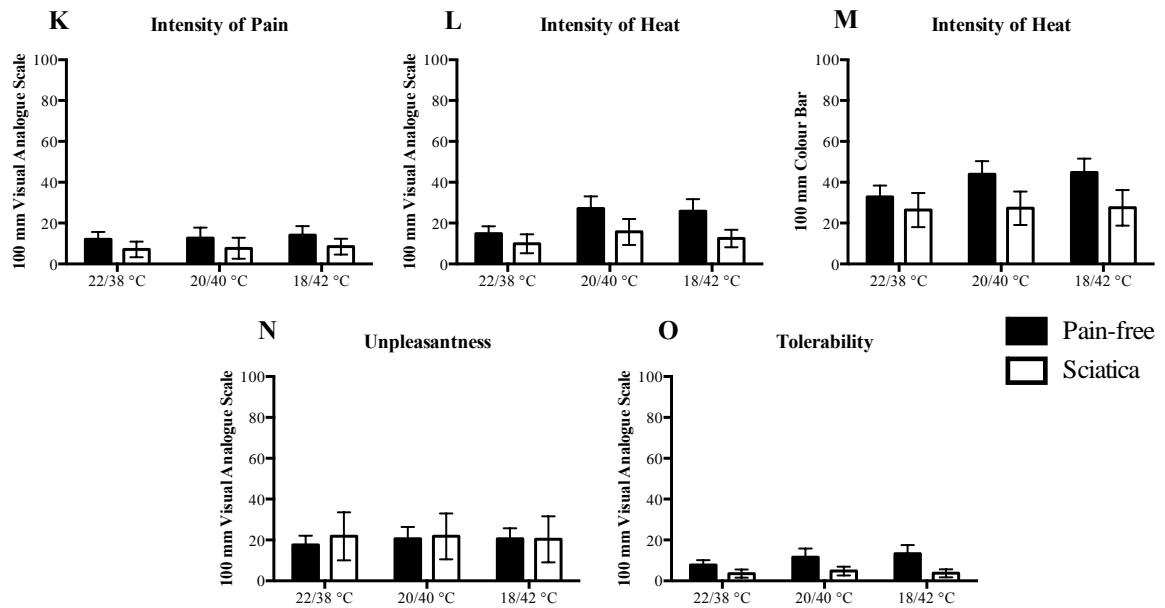 K
Intensity of Pain
100 mm Visual Analogue Scale
100
80
60
40
20
0
22/38 °C 20/40 °C 18/42 °C
L
Intensity of Heat
100 mm Visual Analogue Scale
100
80
60
40
20
0
22/38 °C 20/40 °C 18/42 °C
M
Intensity of Heat
100 mm Colour Bar
100
80
60
40
20
0
22/38 °C 20/40 °C 18/42 °C
N
Unpleasantness
100 mm Visual Analogue Scale
100
80
60
40
20
0
22/38 °C 20/40 °C 18/42 °C
O
Tolerability
100 mm Visual Analogue Scale
100
80
60
40
20
0
22/38 °C 20/40 °C 18/42 °C
Pain-free
Sciatica